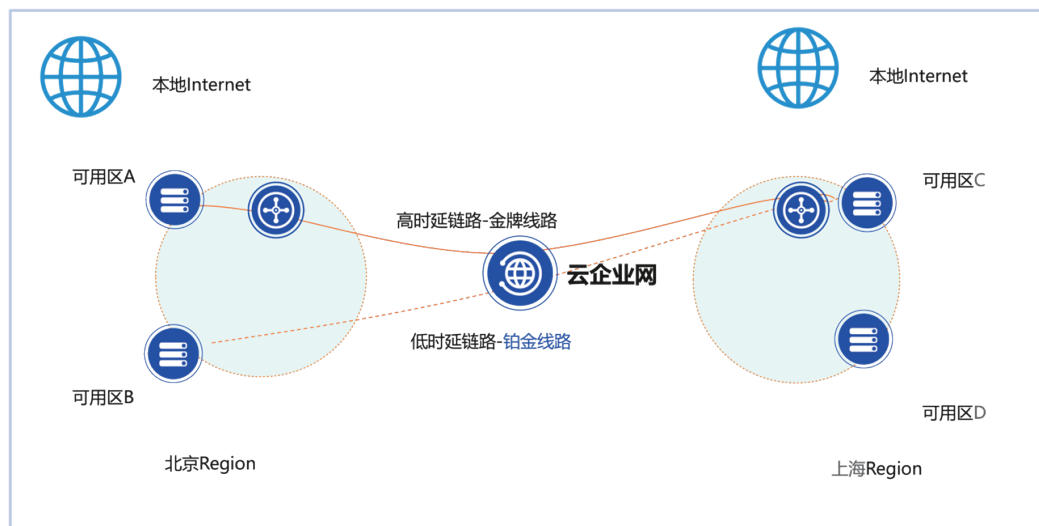 本地Internet
本地Internet
可用区A
可用区C
高时延链路-金牌线路
云企业网
低时延链路-铂金线路
可用区B
可用区D
北京Region
上海Region